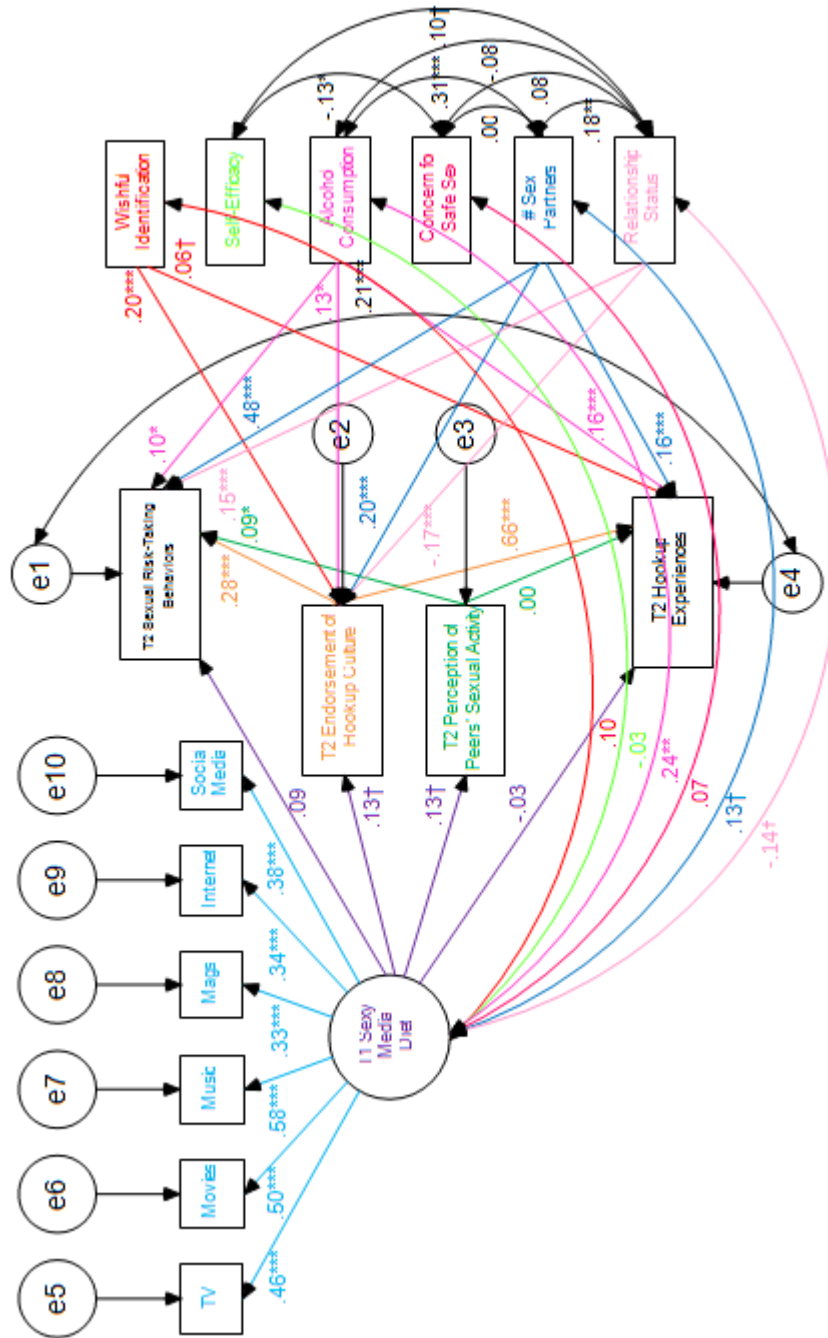 e5
e6
e7
e8
e9
e10
TV
Movies
Music
Mags
Internet
Socia
Media
.46***
.50***
.58***
.33***
.34***
.38***
T1 Sexy
Media
Diet
.09
.13†
.13†
-.03
e1
T2 Sexual Risk-Taking
Behaviors
T2 Endorsement of
Hookup Culture
T2 Perception of
Peers' Sexual Activity
T2 Hookup
Experiences
e2
e3
e4
.28***
.09*
.15***
.10*
.48***
.20***
-.17***
.00
.66***
.16***
.16***
.20***
.06†
.13*
.21***
.10
-.03
.24**
.07
.13†
-.14†
Wishful
Identification
Self-Efficacy
Alcoho
Consumption
Concern fo
Safe Se
# Sex
Partners
Relationship
Status
-.13*
.31***
.00
.18**
.08
-.08
.10†